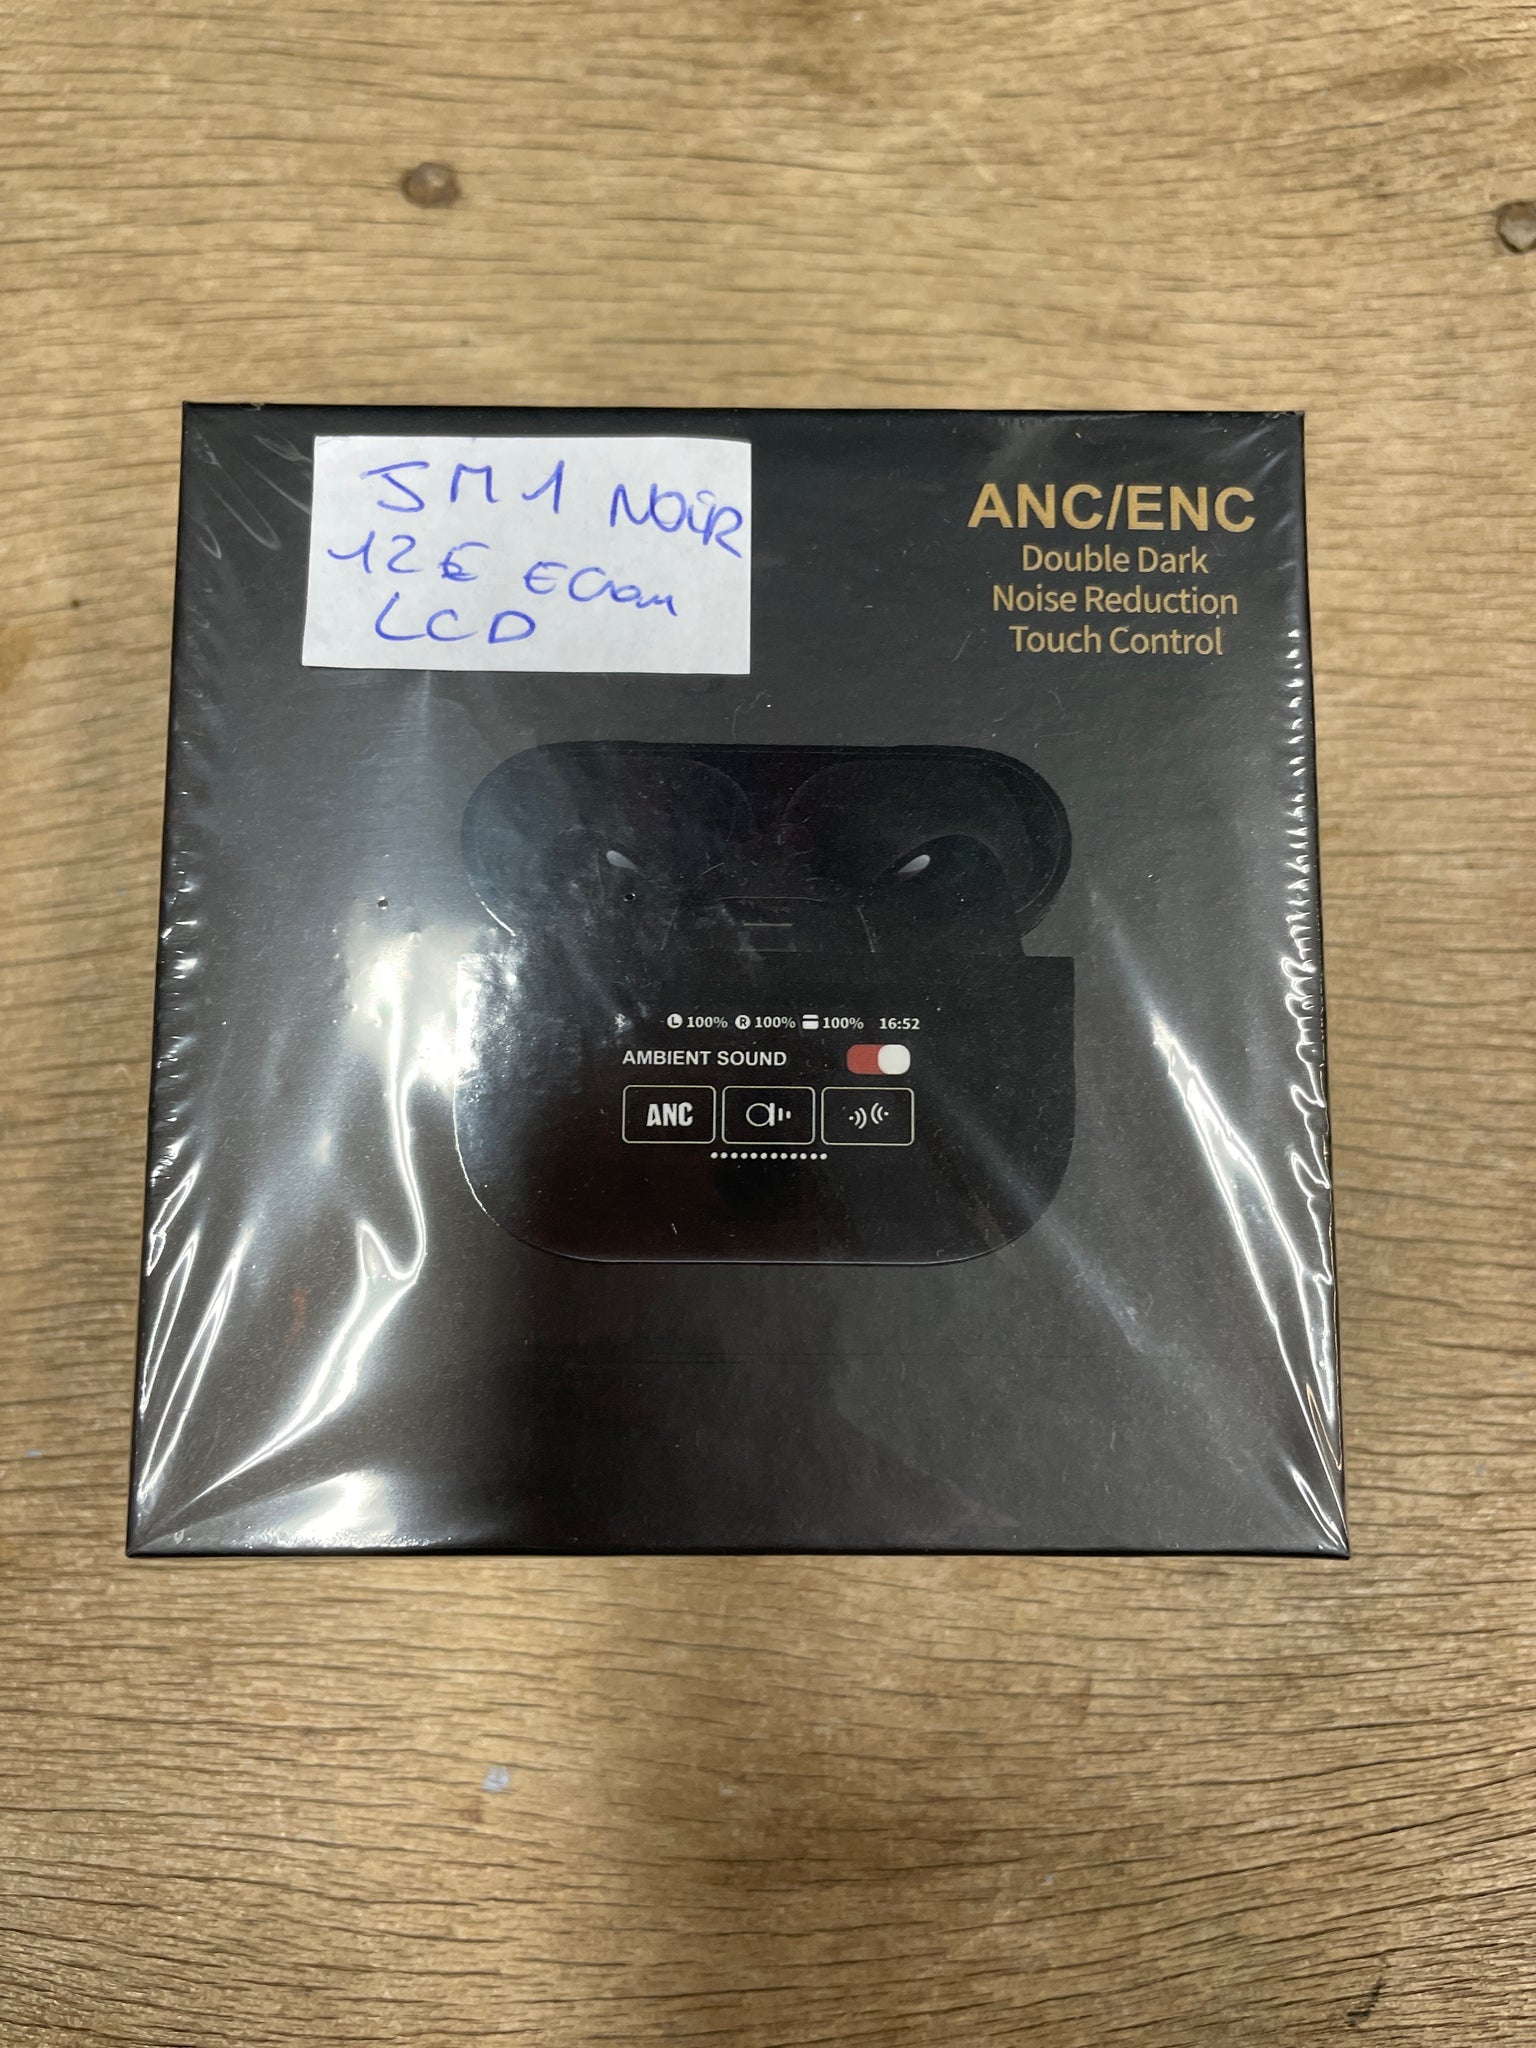 JM1 NOIR
12€ ECran
LCD
ANC/ENC
Double Dark
Noise Reduction
Touch Control
L 100% R 100% 100% 16:52
AMBIENT SOUND
ANC